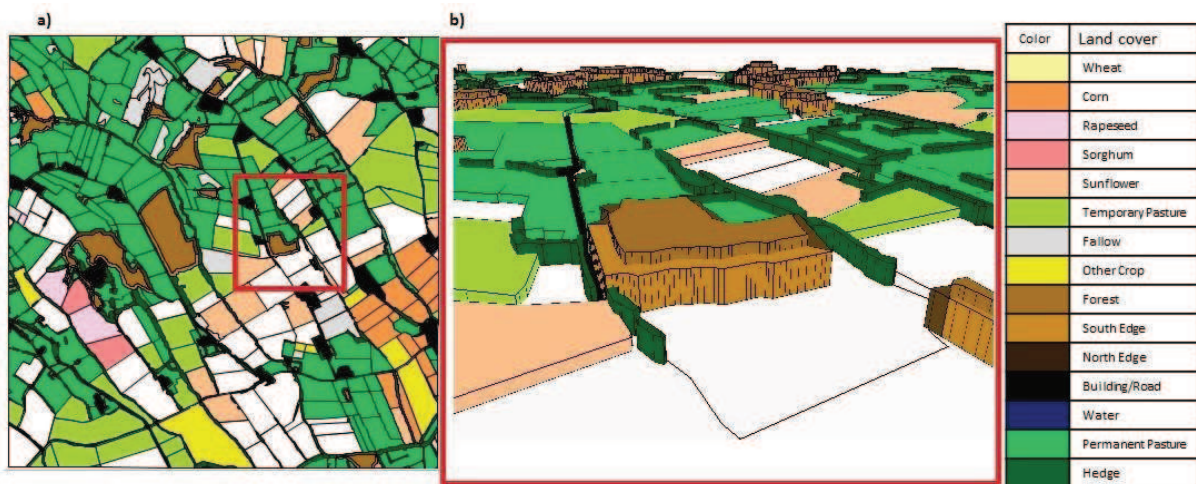 a)
b)
Color Land cover
Wheat
Corn
Rapeseed
Sorghum
Sunflower
Temporary Pasture
Fallow
Other Crop
Forest
South Edge
North Edge
Building/Road
Water
Permanent Pasture
Hedge